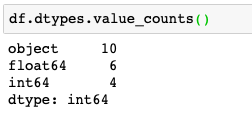 df.dtypes.value_counts()
object     10
float64     6
int64       4
dtype: int64